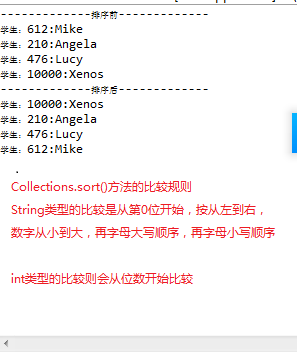 --------------排序前--------------
学生：612:Mike
学生：210:Angela
学生：476:Lucy
学生：10000:Xenos
--------------排序后--------------
学生：10000:Xenos
学生：210:Angela
学生：476:Lucy
学生：612:Mike
Collections.sort()方法的比较规则
String类型的比较是从第0位开始，按从左到右，
数字从小到大，再字母大写顺序，再字母小写顺序
int类型的比较则会从位数开始比较